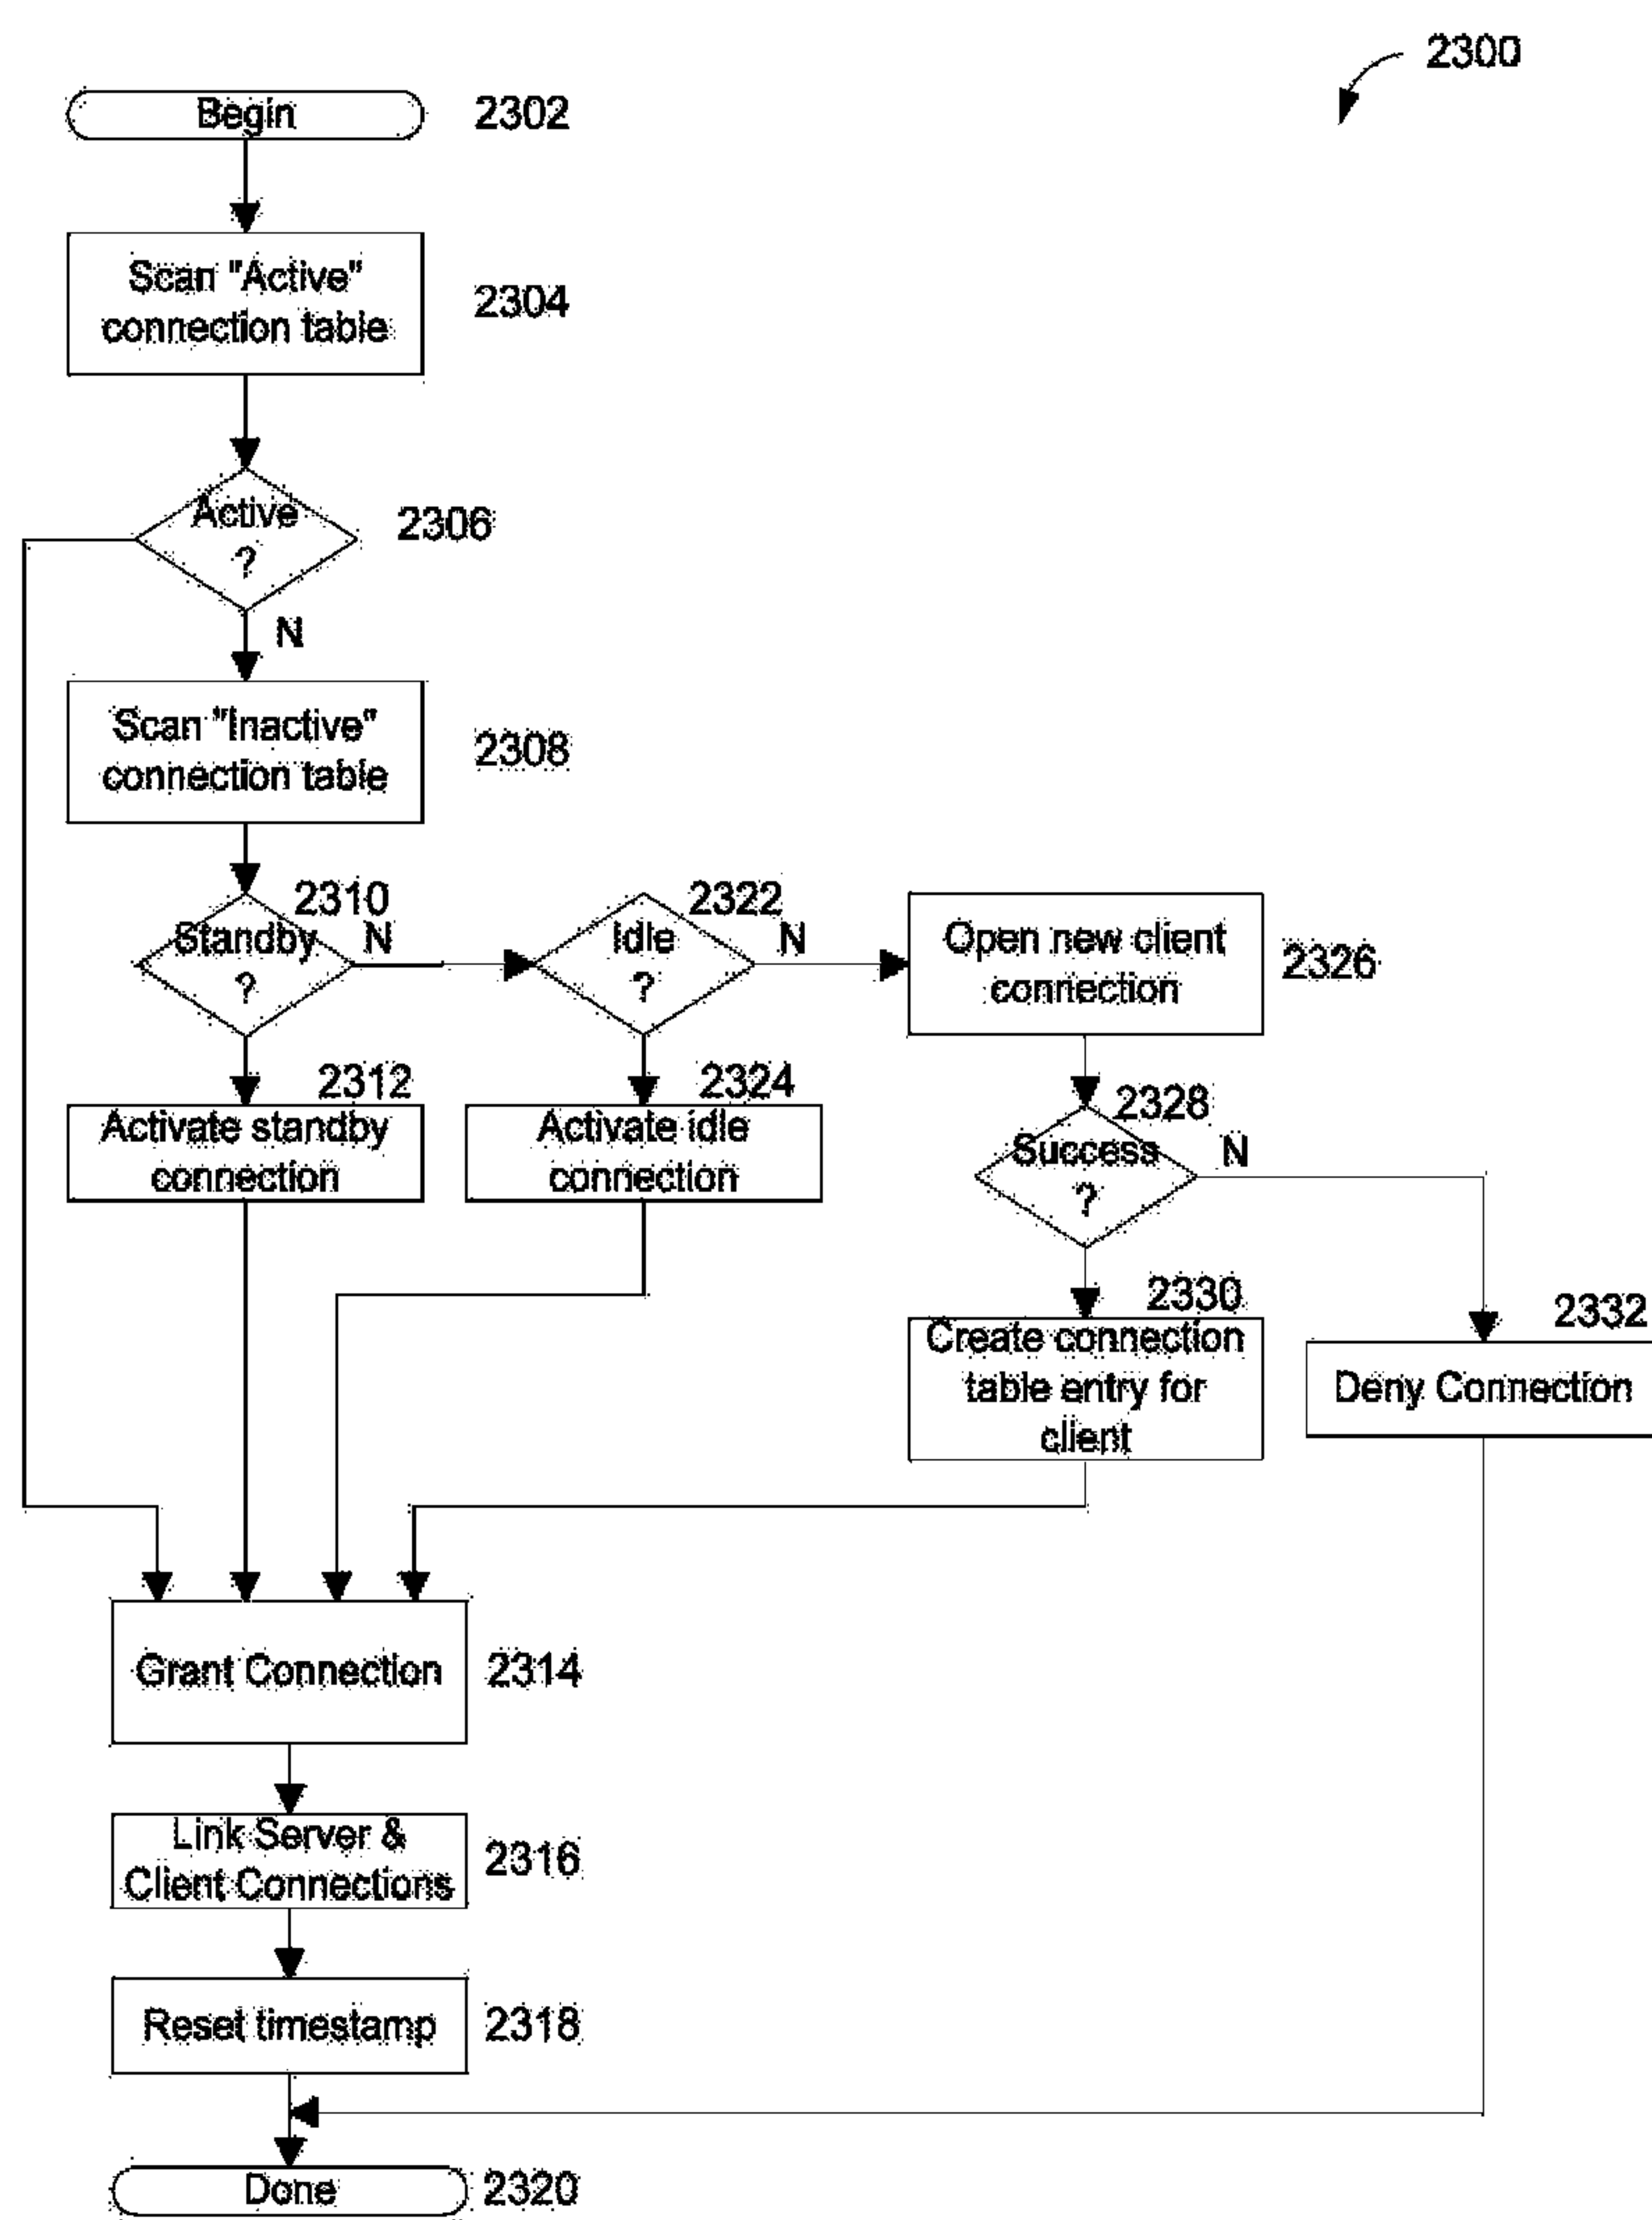 2300
Begin
2302
Scan "Active"
connection table
2304
Active
?
2306
N
Scan "Inactive"
connection table
2308
2310
Standby
?
N
2322
Idle
?
N
Open new client
connection
2326
2312
Activate standby
connection
2324
Activate idle
connection
2328
Success
?
N
2330
Create connection
table entry for
client
2332
Deny Connection
Grant Connection
2314
Link Server &
Client Connections
2316
Reset timestamp
2318
Done
2320